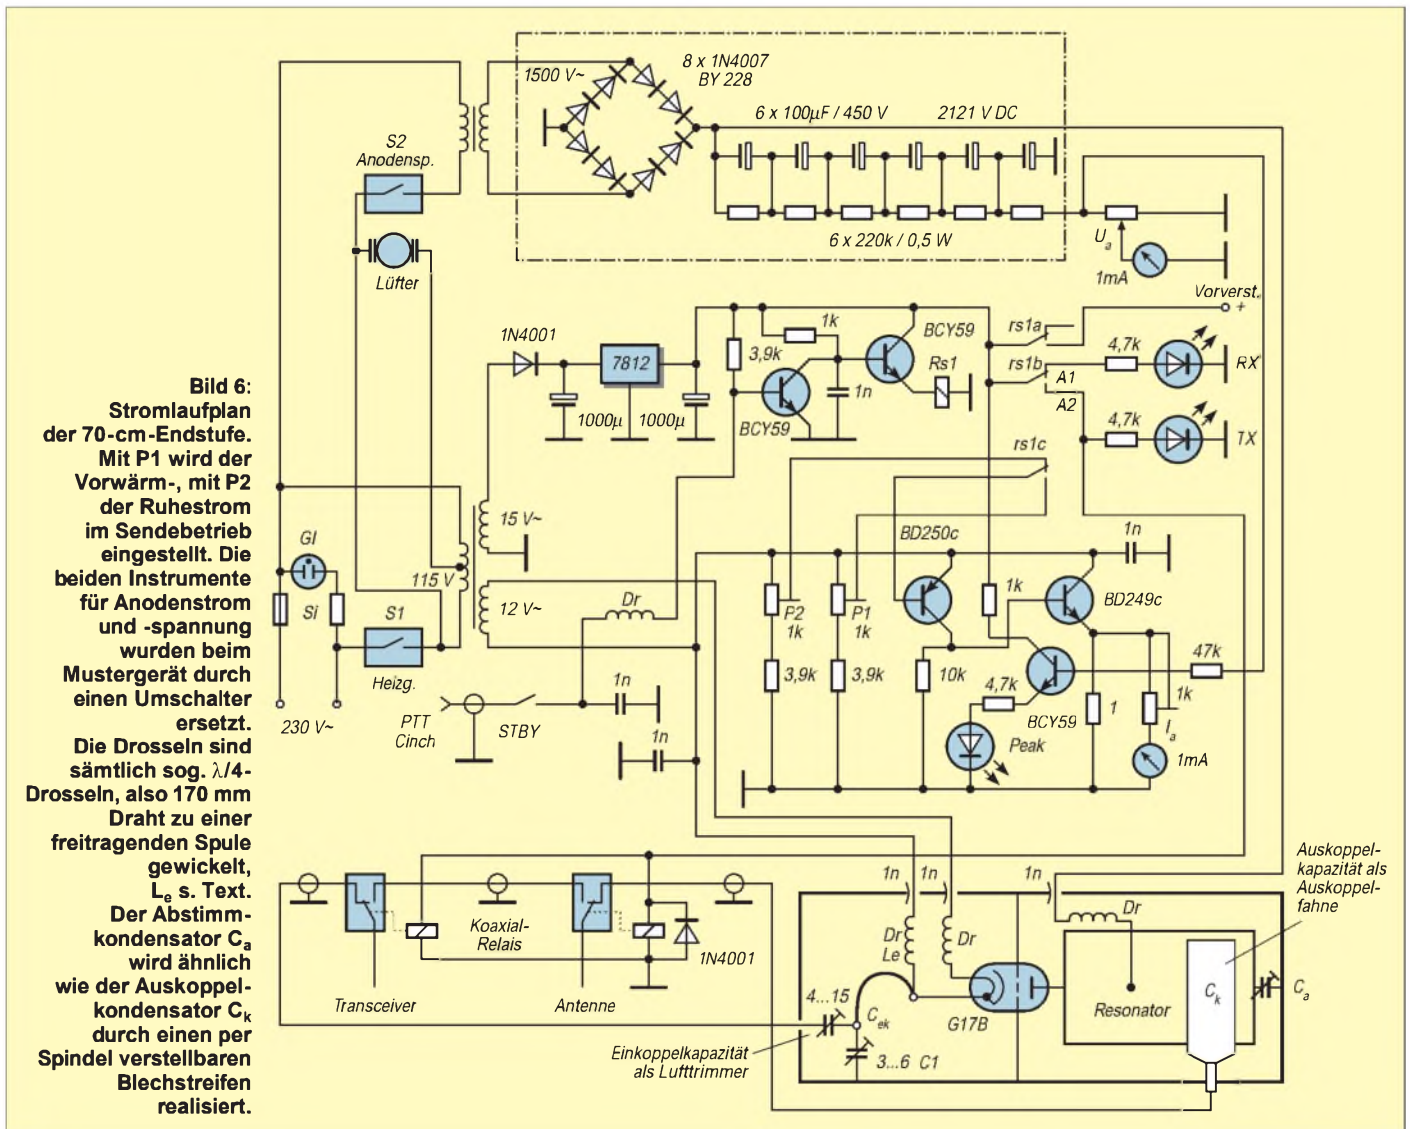 1500 V~
8 x 1N4007
BY 228
6 x 100µF / 450 V
2121 V DC
S2
Anodensp.
6 x 220k / 0,5 W
U a
1mA
Lüfter
Vorverst.
+
1N4001
7812
1000µ
1000µ
3,9k
1k
BCY59
BCY59
1n
Rs1
rs1a
rs1b
A1
A2
4,7k
RX
4,7k
TX
rs1c
Bild 6:
Stromlaufplan
der 70-cm-Endstufe.
Mit P1 wird der
Vorwärm-, mit P2
der Ruhestrom
im Sendebetrieb
eingestellt. Die
beiden Instrumente
für Anodenstrom
und -spannung
wurden beim
Mustergerät durch
einen Umschalter
ersetzt.
Die Drosseln sind
sämtlich sog. λ/4-
Drosseln, also 170 mm
Draht zu einer
freitragenden Spule
gewickelt,
Le s. Text.
Der Abstimm-
kondensator Ca
wird ähnlich
wie der Auskoppel-
kondensator Ck
durch einen per
Spindel verstellbaren
Blechstreifen
realisiert.
Gl
Si
S1
Heizg.
230 V~
115 V
15 V~
12 V~
Dr
PTT
Cinch
STBY
1n
1n
P2
1k
3,9k
P1
1k
3,9k
BD250c
10k
1k
1n
BD249c
BCY59
4,7k
Peak
47k
1
1k
Ia
1mA
Transceiver
Koaxial-
Relais
Antenne
1N4001
1n
1n
1n
Dr
Le
Dr
Dr
4...15
Cek
3...6 C1
G17B
Resonator
Ck
Ca
Einkoppelkapazität
als Lufttrimmer
Auskoppel-
kapazität als
Auskoppel-
fahne